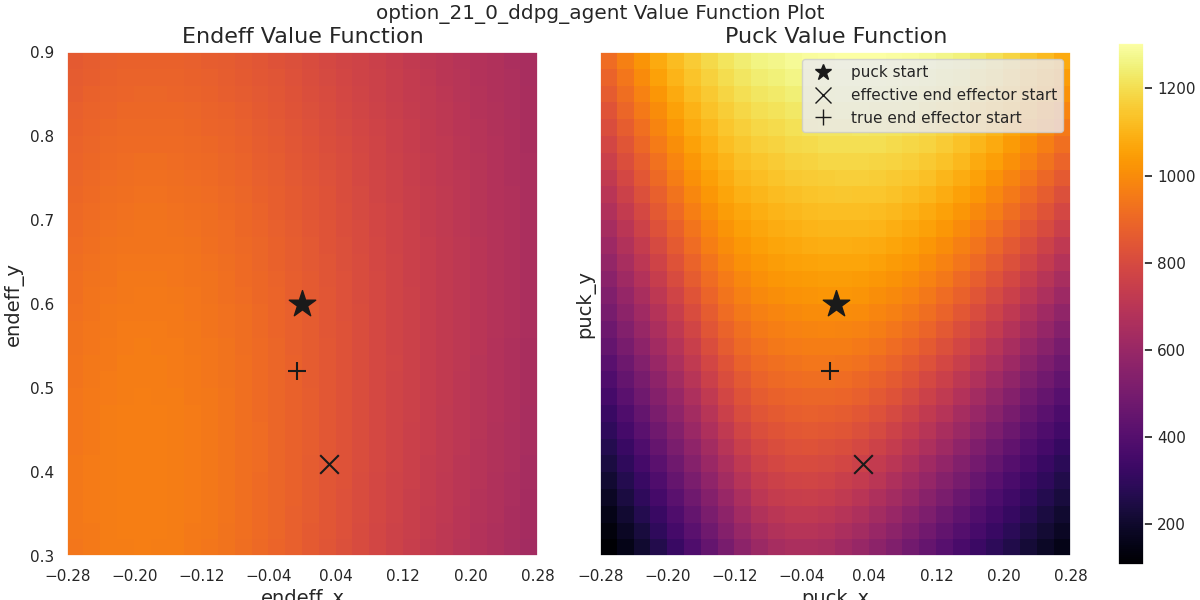 option_21_0_ddpg_agent Value Function Plot
Endeff Value Function
Puck Value Function
puck start
effective end effector start
true end effector start
endeff_y
0.9
0.8
0.7
0.6
0.5
0.4
0.3
−0.28 −0.20 −0.12 −0.04 0.04 0.12 0.20 0.28
endeff_x
puck_y
−0.28 −0.20 −0.12 −0.04 0.04 0.12 0.20 0.28
puck_x
1200
1000
800
600
400
200